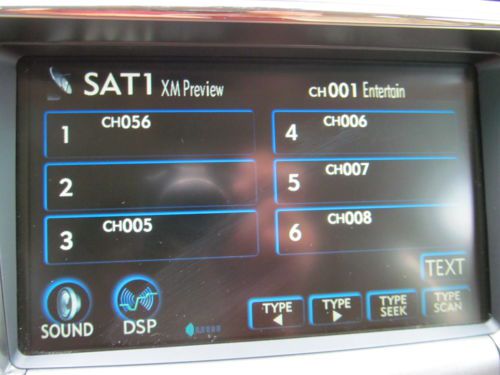 SAT1 XM Preview CH001 Entertain
1 CH056
4 CH006
2
5 CH007
3 CH005
6 CH008
TEXT
SOUND DSP TYPE ◀ TYPE ▶ TYPE SEEK TYPE SCAN